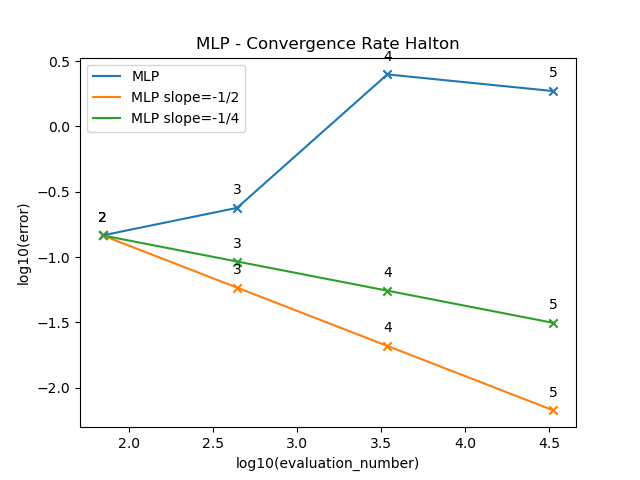 MLP - Convergence Rate Halton
MLP
MLP slope=-1/2
MLP slope=-1/4
0.5
0.0
−0.5
−1.0
−1.5
−2.0
log10(error)
2
3
4
5
2
3
4
5
2
3
4
5
2.0 2.5 3.0 3.5 4.0 4.5
log10(evaluation_number)